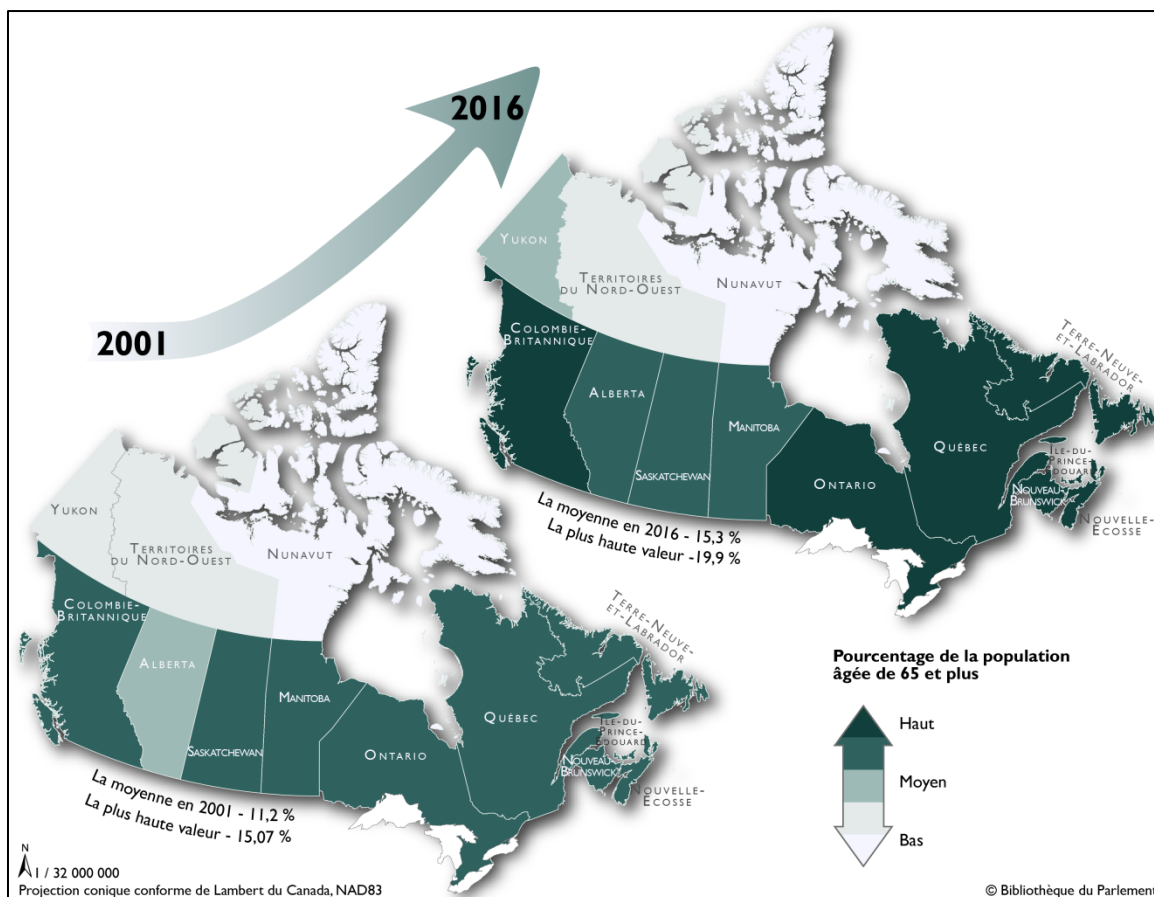 2016
2001
YUKON
TERRITOIRES
DU NORD-OUEST
NUNAVUT
COLOMBIE-
BRITANNIQUE
ALBERTA
SASKATCHEWAN
MANITOBA
ONTARIO
QUÉBEC
TERRE-NEUVE-
ET-LABRADOR
ÎLE-DU-
PRINCE-
ÉDOUARD
NOUVEAU-
BRUNSWICK
NOUVELLE-
ÉCOSSE
La moyenne en 2016 - 15,3 %
La plus haute valeur -19,9 %
YUKON
TERRITOIRES
DU NORD-OUEST
NUNAVUT
COLOMBIE-
BRITANNIQUE
ALBERTA
SASKATCHEWAN
MANITOBA
ONTARIO
QUÉBEC
TERRE-NEUVE-
ET-LABRADOR
ÎLE-DU-
PRINCE-
ÉDOUARD
NOUVEAU-
BRUNSWICK
NOUVELLE-
ÉCOSSE
La moyenne en 2001 - 11,2 %
La plus haute valeur - 15,07 %
Pourcentage de la population
âgée de 65 et plus
Haut
Moyen
Bas
N
1 / 32 000 000
Projection conique conforme de Lambert du Canada, NAD83
© Bibliothèque du Parlement